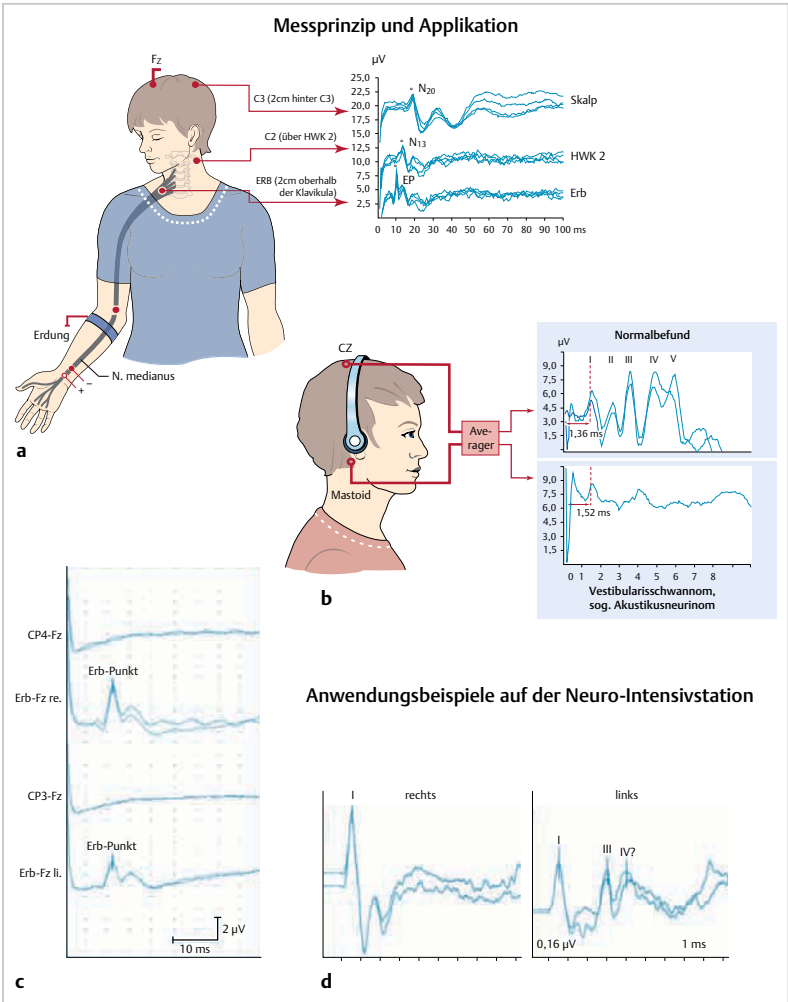 Messprinzip und Applikation
Fz
C3 (2cm hinter C3)
C2 (über HWK 2)
ERB (2cm oberhalb
der Klavikula)
Erdung
N. medianus
+ –
a
µV
25,0
22,5
20,0
17,5
15,0
12,5
10,0
7,5
5,0
2,5
* N20
* N13
* EP
Skalp
HWK 2
Erb
0 10 20 30 40 50 60 70 80 90 100 ms
CZ
Mastoid
Ave-
rager
b
Normalbefund
µV
9,0
7,5
6,0
4,5
3,0
1,5
I II III IV V
1,36 ms
9,0
7,5
6,0
4,5
3,0
1,5
1,52 ms
0 1 2 3 4 5 6 7 8
Vestibularisschwannom,
sog. Akustikusneurinom
CP4-Fz
Erb-Punkt
Erb-Fz re.
CP3-Fz
Erb-Punkt
Erb-Fz li.
2 µV
10 ms
c
Anwendungsbeispiele auf der Neuro-Intensivstation
I rechts
links
I III IV?
0,16 µV 1 ms
d